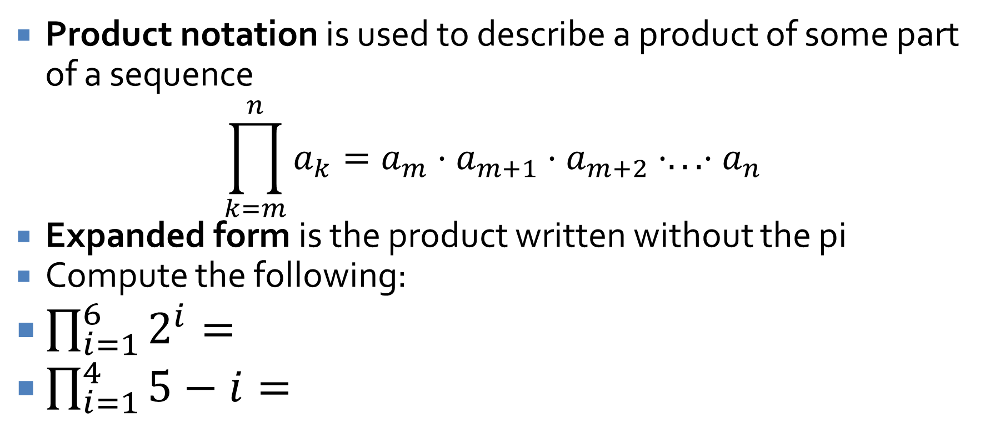 ▪ Product notation is used to describe a product of some part
of a sequence
$\prod_{k=m}^{n} a_k = a_m \cdot a_{m+1} \cdot a_{m+2} \cdot \ldots \cdot a_n$
▪ Expanded form is the product written without the pi
▪ Compute the following:
▪ $\prod_{i=1}^{6} 2^i =$
▪ $\prod_{i=1}^{4} 5 - i =$